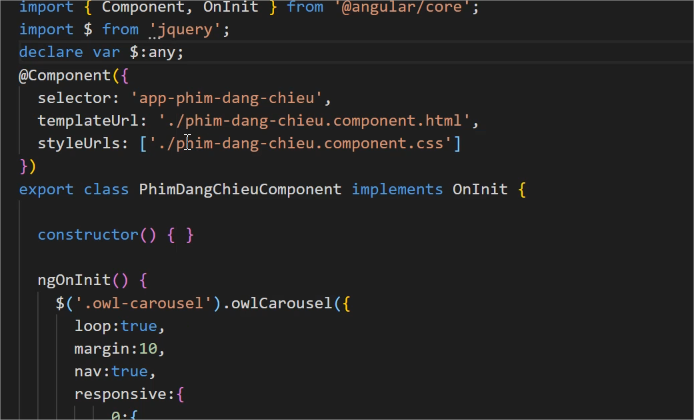 import { Component, OnInit } from '@angular/core';
import $ from 'jquery';
declare var $:any;
@Component({
  selector: 'app-phim-dang-chieu',
  templateUrl: './phim-dang-chieu.component.html',
  styleUrls: ['./phim-dang-chieu.component.css']
})
export class PhimDangChieuComponent implements OnInit {
  constructor() { }
  ngOnInit() {
    $('.owl-carousel').owlCarousel({
      loop:true,
      margin:10,
      nav:true,
      responsive:{
          0:{